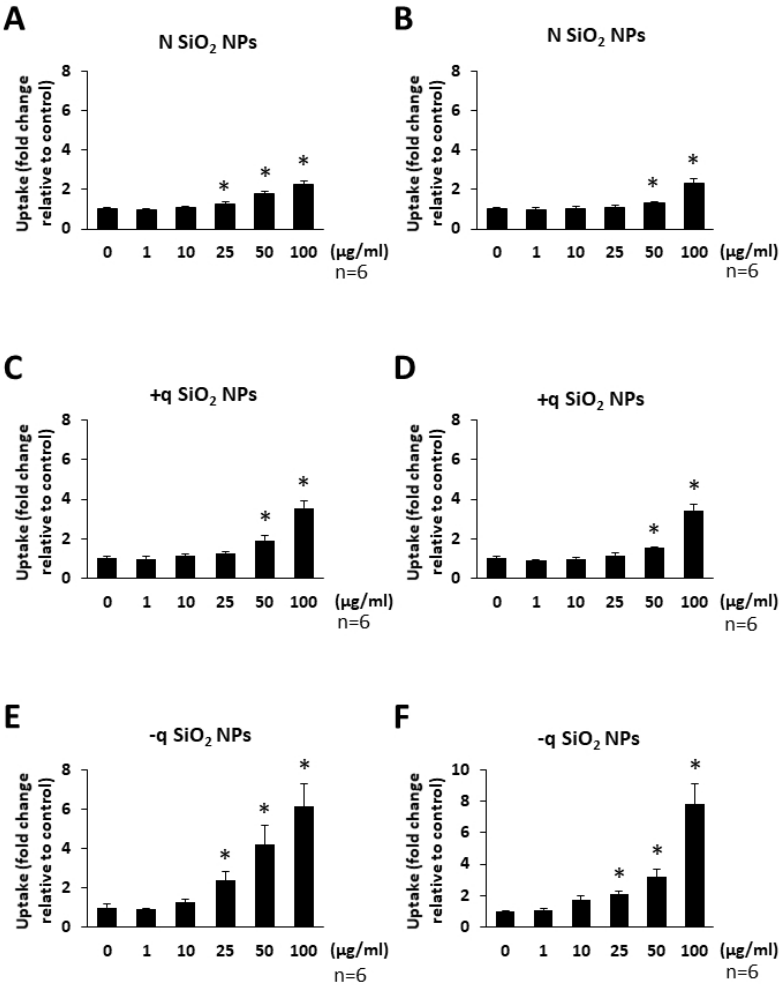 A
N SiO₂ NPs
Uptake (fold change
relative to control)
8
6
4
2
0
0 1 10 25 50 100 (μg/ml)
* * *
n=6
B
N SiO₂ NPs
Uptake (fold change
relative to control)
8
6
4
2
0
0 1 10 25 50 100 (μg/ml)
* *
n=6
C
+q SiO₂ NPs
Uptake (fold change
relative to control)
8
6
4
2
0
0 1 10 25 50 100 (μg/ml)
* *
n=6
D
+q SiO₂ NPs
Uptake (fold change
relative to control)
8
6
4
2
0
0 1 10 25 50 100 (μg/ml)
* *
n=6
E
-q SiO₂ NPs
Uptake (fold change
relative to control)
8
6
4
2
0
0 1 10 25 50 100 (μg/ml)
* * *
n=6
F
-q SiO₂ NPs
Uptake (fold change
relative to control)
10
8
6
4
2
0
0 1 10 25 50 100 (μg/ml)
* * *
n=6